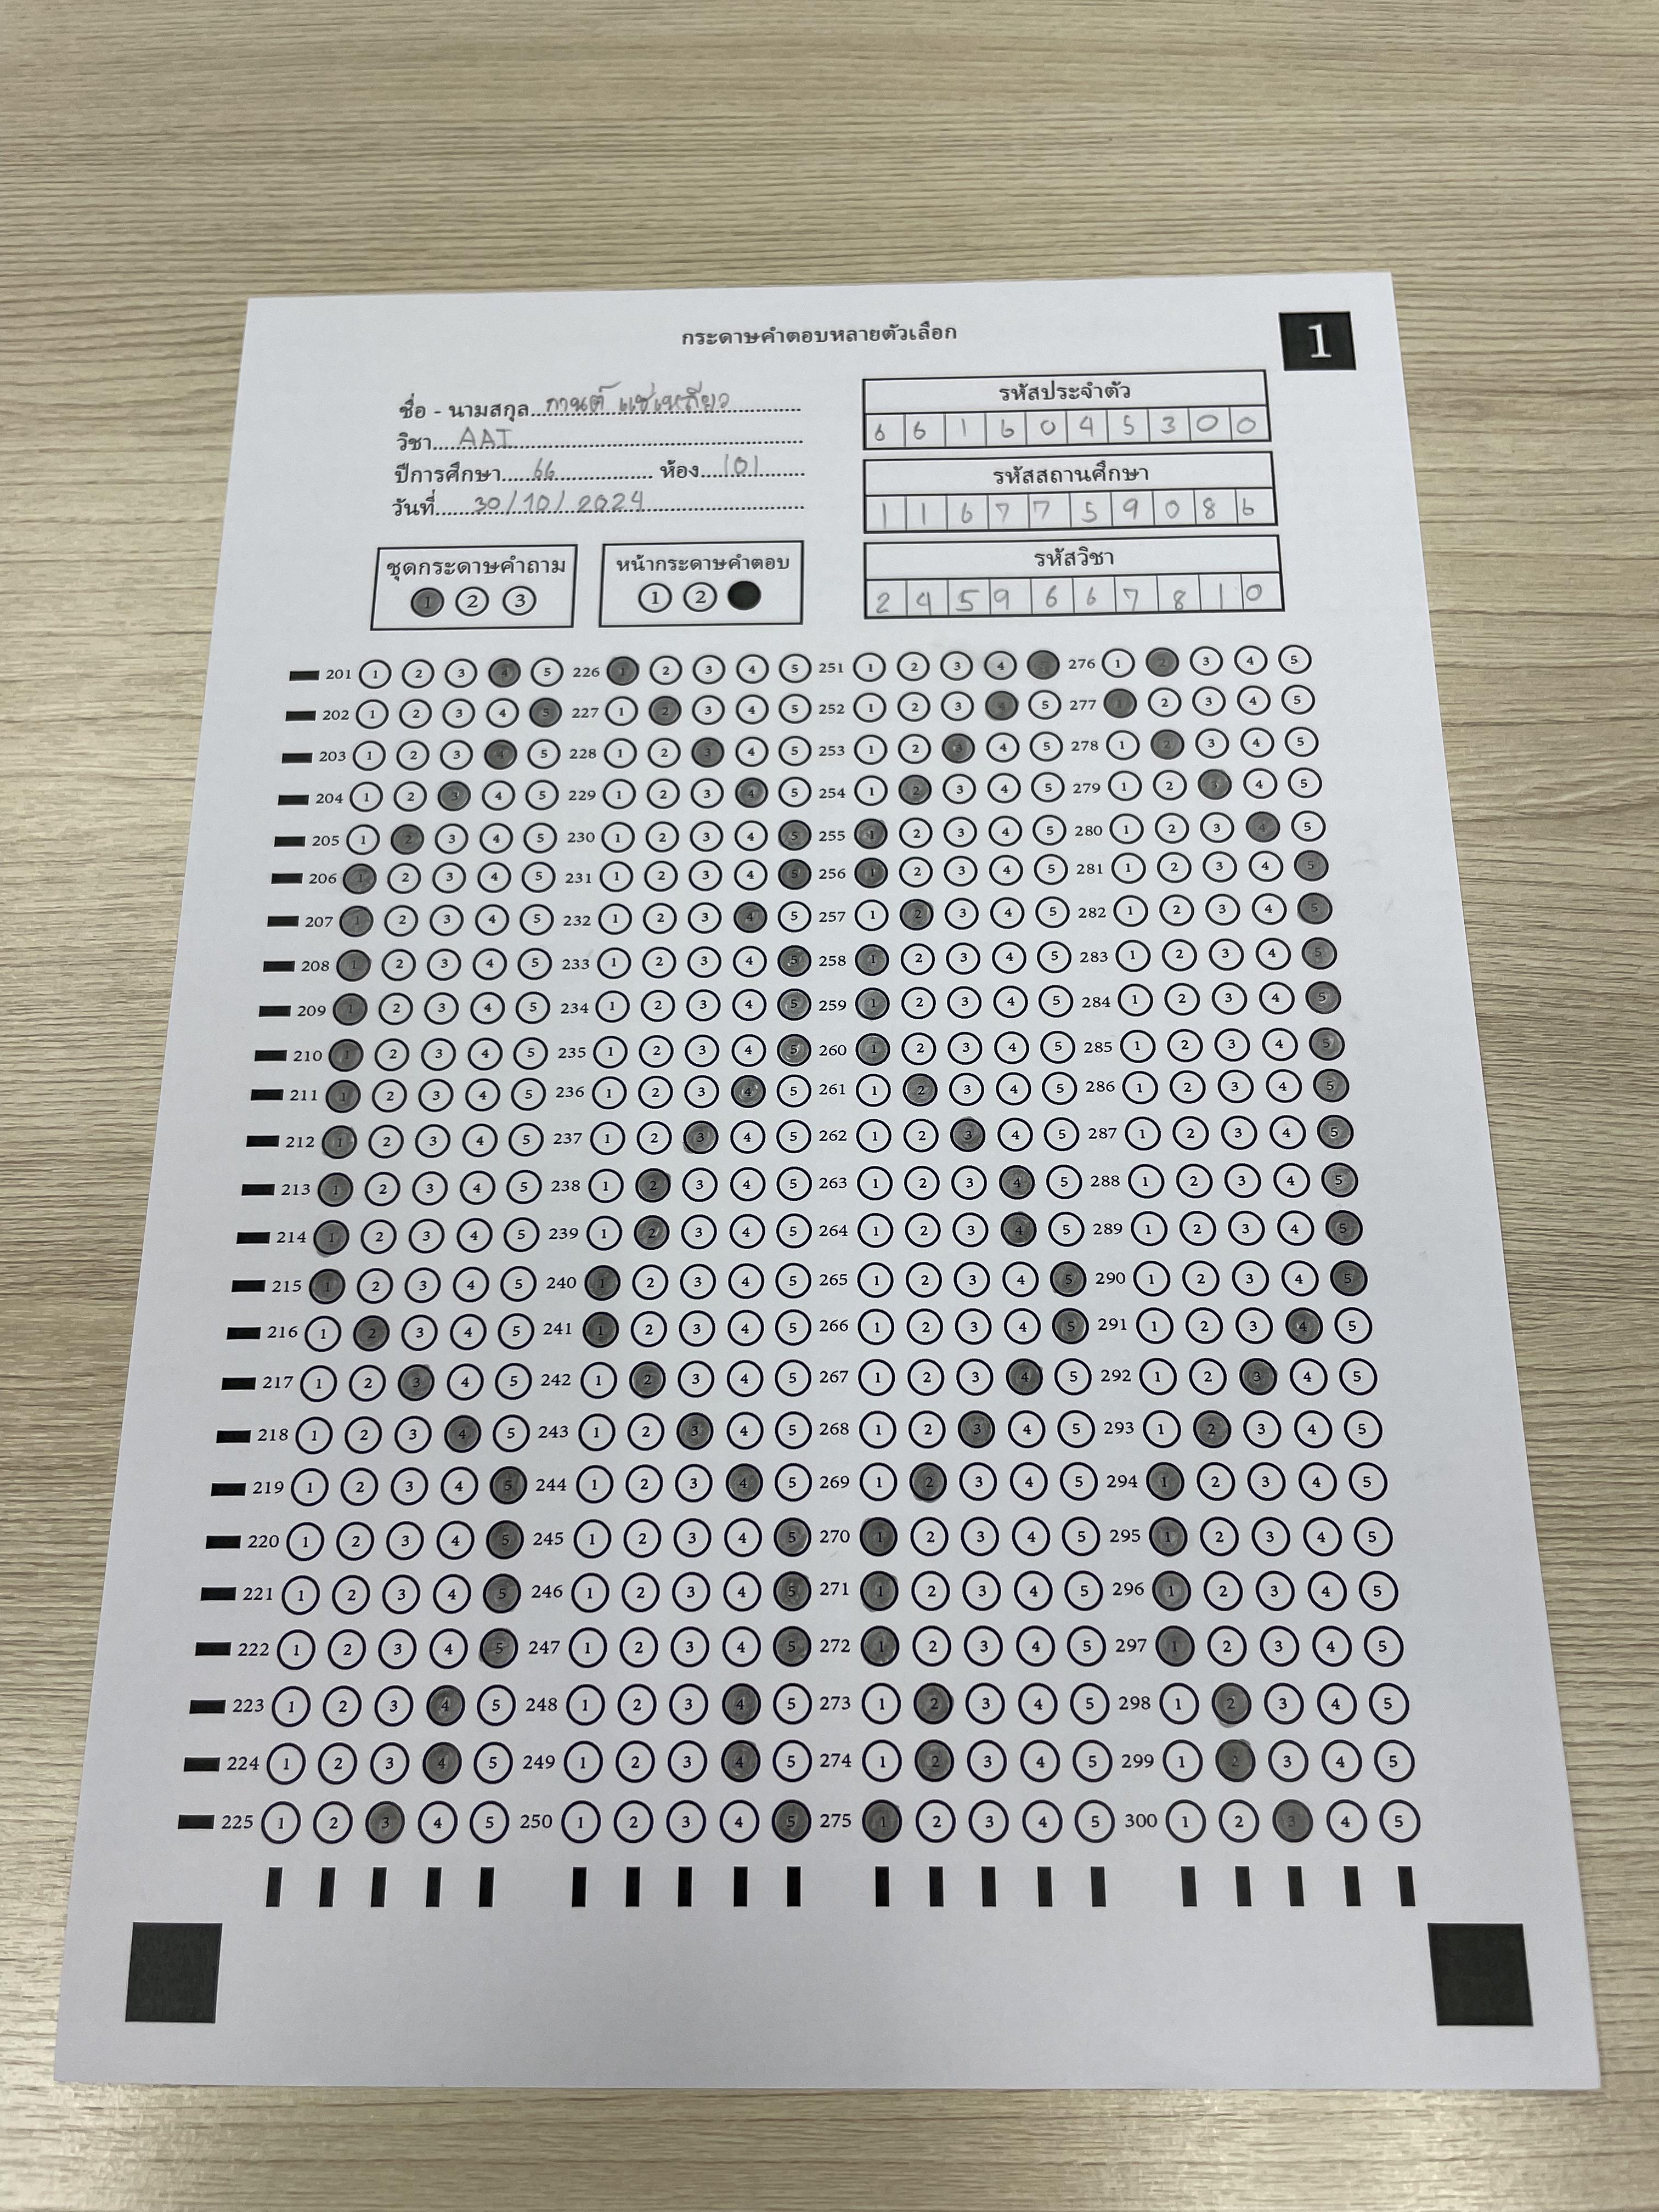 กระดาษคำตอบหลายตัวเลือก
1
ชื่อ - นามสกุล กานต์ แซ่เหลียว
วิชา AAI
ปีการศึกษา 66 ห้อง 101
วันที่ 30/10/2024
รหัสประจำตัว
6 6 1 6 0 4 5 3 0 0
รหัสสถานศึกษา
1 1 6 7 7 5 9 0 8 6
รหัสวิชา
2 4 5 9 6 6 7 8 1 0
ชุดกระดาษคำถาม
1 2 3
หน้ากระดาษคำตอบ
1 2
201 1 2 3 4 5 226 1 2 3 4 5 251 1 2 3 4 5 276 1 2 3 4 5
202 1 2 3 4 5 227 1 2 3 4 5 252 1 2 3 4 5 277 1 2 3 4 5
203 1 2 3 4 5 228 1 2 3 4 5 253 1 2 3 4 5 278 1 2 3 4 5
204 1 2 3 4 5 229 1 2 3 4 5 254 1 2 3 4 5 279 1 2 3 4 5
205 1 2 3 4 5 230 1 2 3 4 5 255 1 2 3 4 5 280 1 2 3 4 5
206 1 2 3 4 5 231 1 2 3 4 5 256 1 2 3 4 5 281 1 2 3 4 5
207 1 2 3 4 5 232 1 2 3 4 5 257 1 2 3 4 5 282 1 2 3 4 5
208 1 2 3 4 5 233 1 2 3 4 5 258 1 2 3 4 5 283 1 2 3 4 5
209 1 2 3 4 5 234 1 2 3 4 5 259 1 2 3 4 5 284 1 2 3 4 5
210 1 2 3 4 5 235 1 2 3 4 5 260 1 2 3 4 5 285 1 2 3 4 5
211 1 2 3 4 5 236 1 2 3 4 5 261 1 2 3 4 5 286 1 2 3 4 5
212 1 2 3 4 5 237 1 2 3 4 5 262 1 2 3 4 5 287 1 2 3 4 5
213 1 2 3 4 5 238 1 2 3 4 5 263 1 2 3 4 5 288 1 2 3 4 5
214 1 2 3 4 5 239 1 2 3 4 5 264 1 2 3 4 5 289 1 2 3 4 5
215 1 2 3 4 5 240 1 2 3 4 5 265 1 2 3 4 5 290 1 2 3 4 5
216 1 2 3 4 5 241 1 2 3 4 5 266 1 2 3 4 5 291 1 2 3 4 5
217 1 2 3 4 5 242 1 2 3 4 5 267 1 2 3 4 5 292 1 2 3 4 5
218 1 2 3 4 5 243 1 2 3 4 5 268 1 2 3 4 5 293 1 2 3 4 5
219 1 2 3 4 5 244 1 2 3 4 5 269 1 2 3 4 5 294 1 2 3 4 5
220 1 2 3 4 5 245 1 2 3 4 5 270 1 2 3 4 5 295 1 2 3 4 5
221 1 2 3 4 5 246 1 2 3 4 5 271 1 2 3 4 5 296 1 2 3 4 5
222 1 2 3 4 5 247 1 2 3 4 5 272 1 2 3 4 5 297 1 2 3 4 5
223 1 2 3 4 5 248 1 2 3 4 5 273 1 2 3 4 5 298 1 2 3 4 5
224 1 2 3 4 5 249 1 2 3 4 5 274 1 2 3 4 5 299 1 2 3 4 5
225 1 2 3 4 5 250 1 2 3 4 5 275 1 2 3 4 5 300 1 2 3 4 5